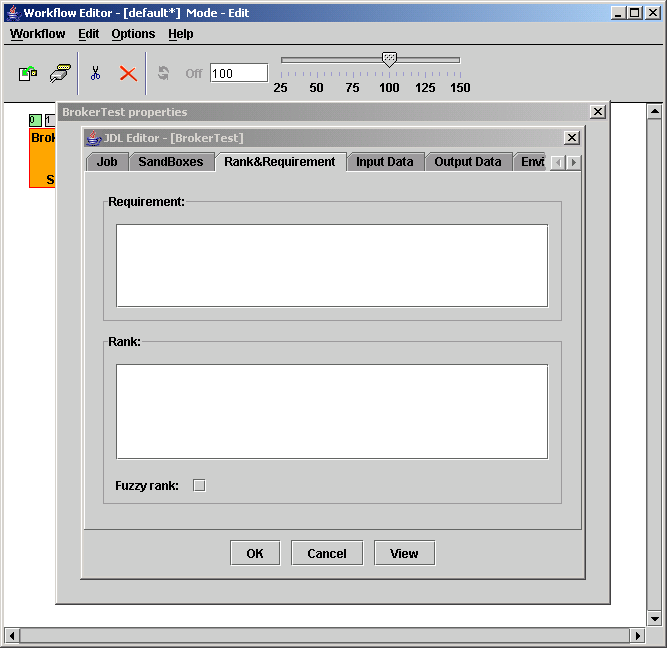 Workflow Editor - [default*]  Mode - Edit
Workflow Edit Options Help
Off 100
25 50 75 100 125 150
0 1
BrokerTest properties
Brok
JDL Editor - [BrokerTest]
Job SandBoxes Rank&Requirement Input Data Output Data Envi
S
Requirement:
Rank:
Fuzzy rank:
OK Cancel View